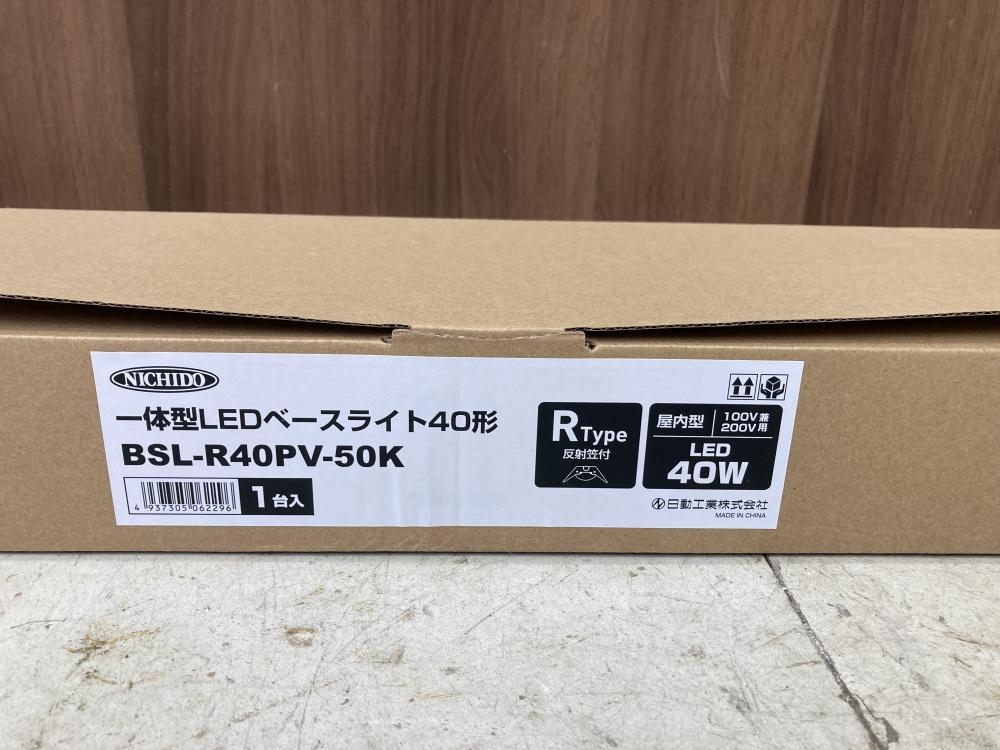 NICHIDO
一体型LEDベースライト40形
BSL-R40PV-50K
4 937305 062296
1台入
R Type
反射笠付
屋内型
100V兼
200V用
LED
40W
日動工業株式会社
MADE IN CHINA